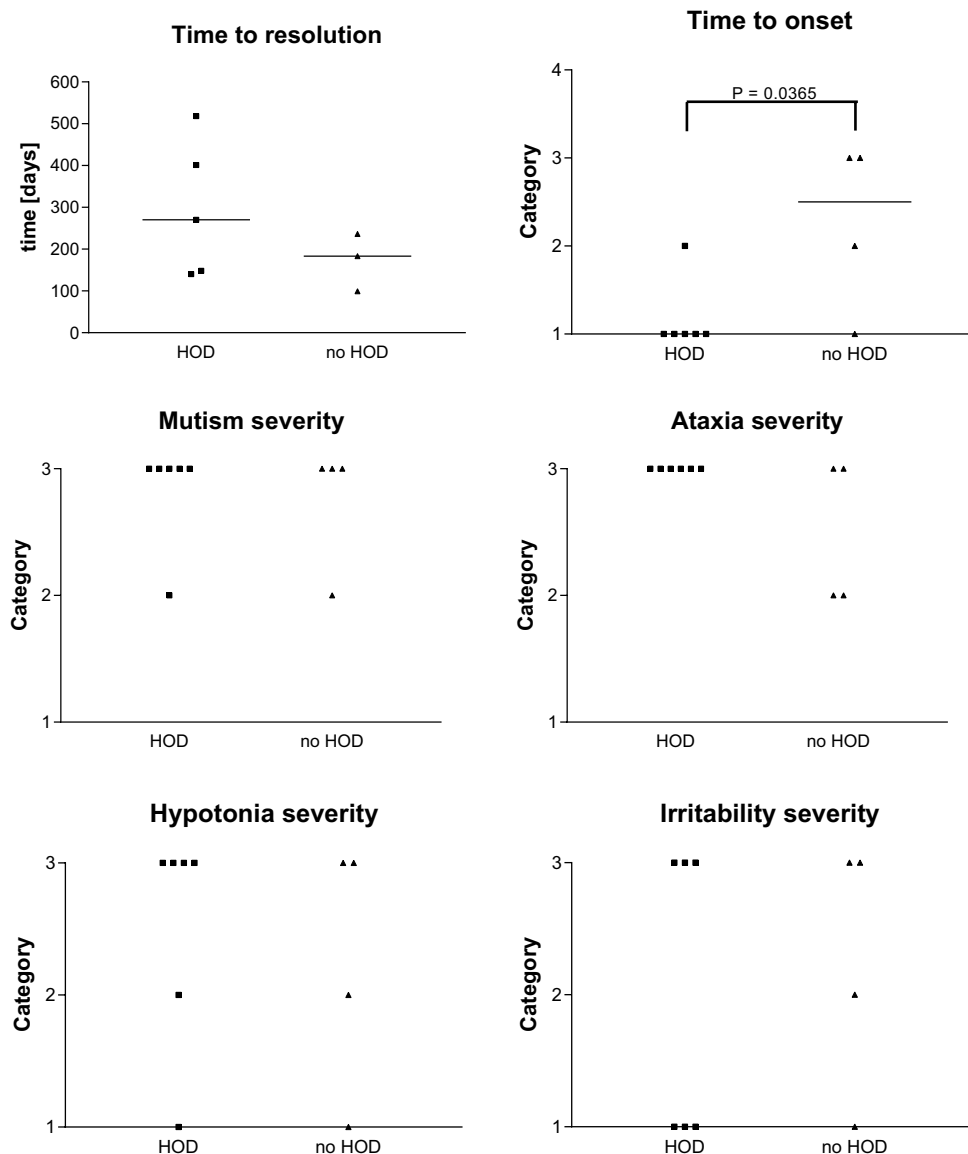 Time to resolution
600
500
400
300
200
100
0
time [days]
HOD
no HOD
Time to onset
4
3
2
1
Category
P = 0.0365
HOD
no HOD
Mutism severity
3
2
1
Category
HOD
no HOD
Ataxia severity
3
2
1
Category
HOD
no HOD
Hypotonia severity
3
2
1
Category
HOD
no HOD
Irritability severity
3
2
1
Category
HOD
no HOD